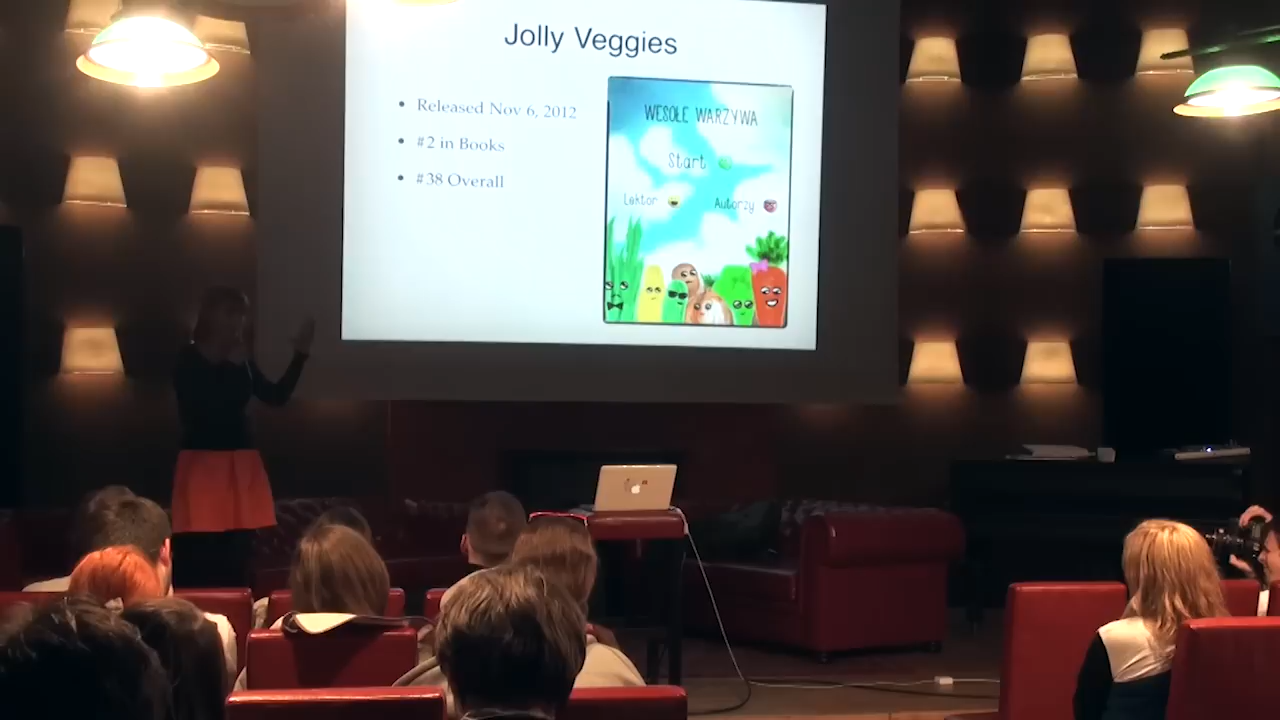 Jolly Veggies
• Released Nov 6, 2012
• #2 in Books
• #38 Overall
WESOŁE WARZYWA
Start
Lektor
Autorzy